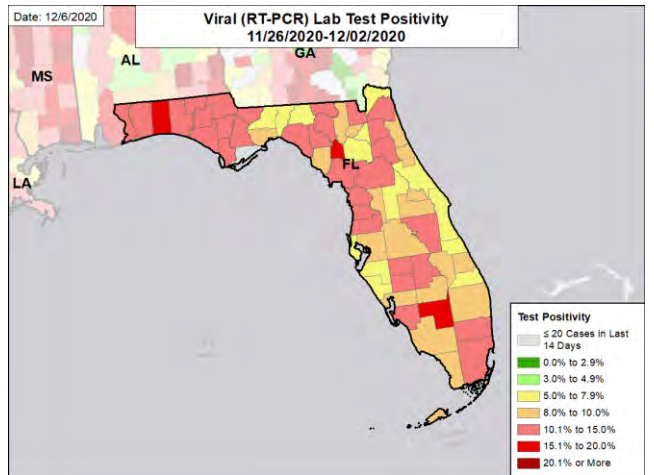 Date: 12/6/2020
Viral (RT-PCR) Lab Test Positivity
11/26/2020-12/02/2020
MS
AL
GA
LA
FL
Test Positivity
≤ 20 Cases in Last
14 Days
0.0% to 2.9%
3.0% to 4.9%
5.0% to 7.9%
8.0% to 10.0%
10.1% to 15.0%
15.1% to 20.0%
20.1% or More